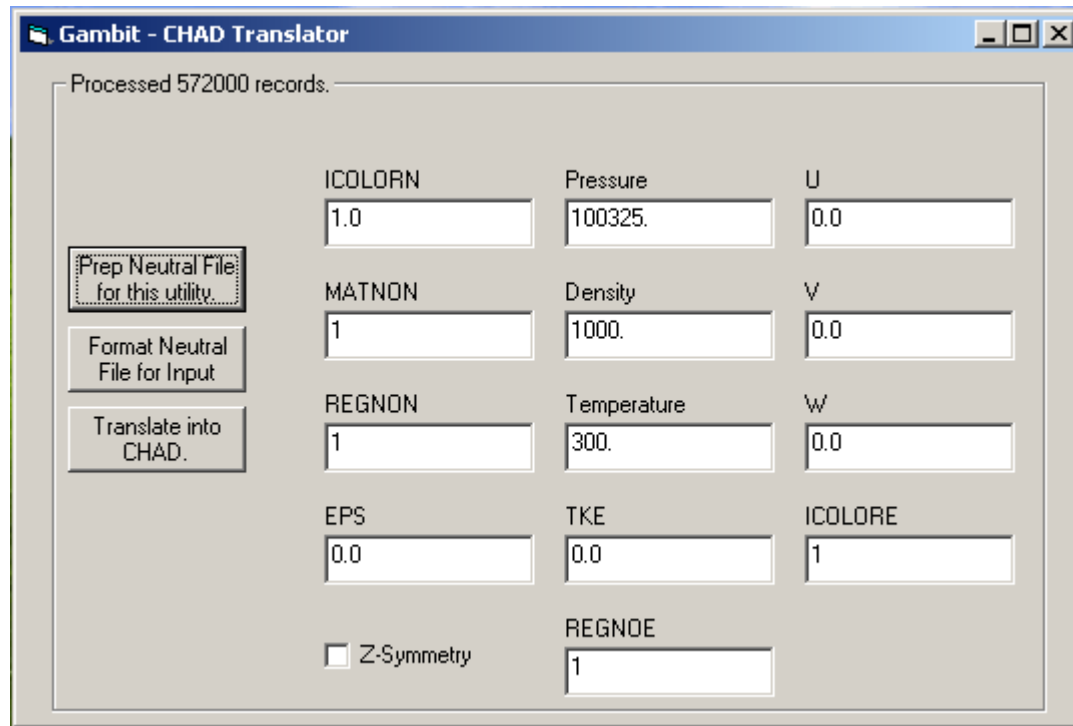 Gambit - CHAD Translator
Processed 572000 records.
ICOLORN Pressure U
1.0 100325. 0.0
Prep Neutral File
for this utility.
MATNON Density V
1 1000. 0.0
Format Neutral
File for Input
REGNON Temperature W
1 300. 0.0
Translate into
CHAD.
EPS TKE ICOLORE
0.0 0.0 1
Z-Symmetry
REGNOE
1